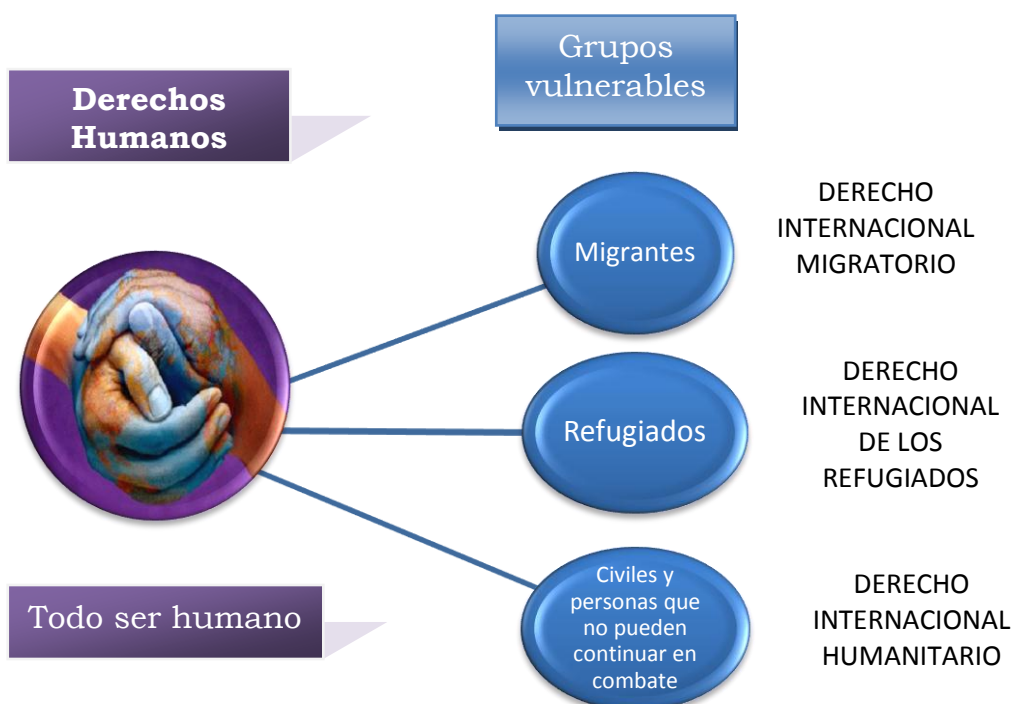 Derechos
Humanos
Grupos
vulnerables
Migrantes
DERECHO
INTERNACIONAL
MIGRATORIO
Refugiados
DERECHO
INTERNACIONAL
DE LOS
REFUGIADOS
Todo ser humano
Civiles y
personas que
no pueden
continuar en
combate
DERECHO
INTERNACIONAL
HUMANITARIO